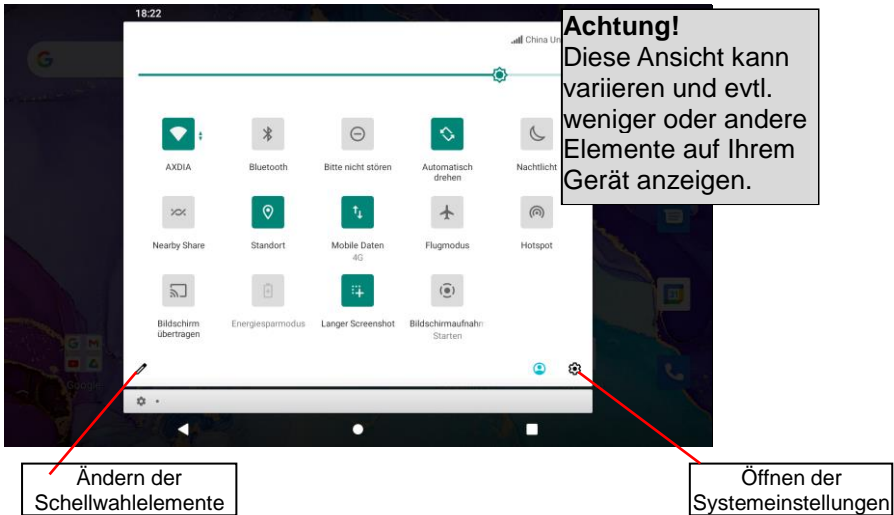 18:22
China Un
Achtung!
Diese Ansicht kann
variieren und evtl.
weniger oder andere
Elemente auf Ihrem
Gerät anzeigen.
AXDIA
Bluetooth
Bitte nicht stören
Automatisch
drehen
Nachtlicht
Nearby Share
Standort
Mobile Daten
4G
Flugmodus
Hotspot
Bildschirm
übertragen
Energiesparmodus
Langer Screenshot
Bildschirmaufnahm
Starten
Google
Ändern der
Schellwahlelemente
Öffnen der
Systemeinstellungen